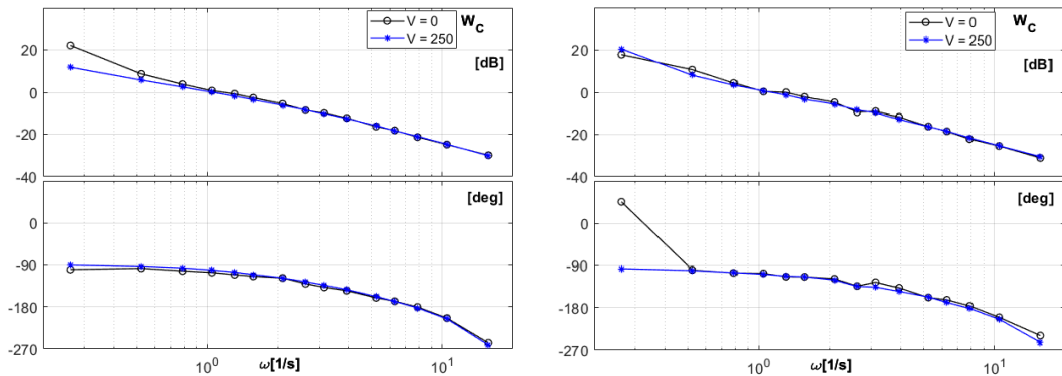 V = 0
V = 250
W_C
[dB]
20
0
-20
-40
[deg]
0
-90
-180
-270
10^0
10^1
ω[1/s]
V = 0
V = 250
W_C
[dB]
20
0
-20
-40
[deg]
0
-90
-180
-270
10^0
10^1
ω[1/s]